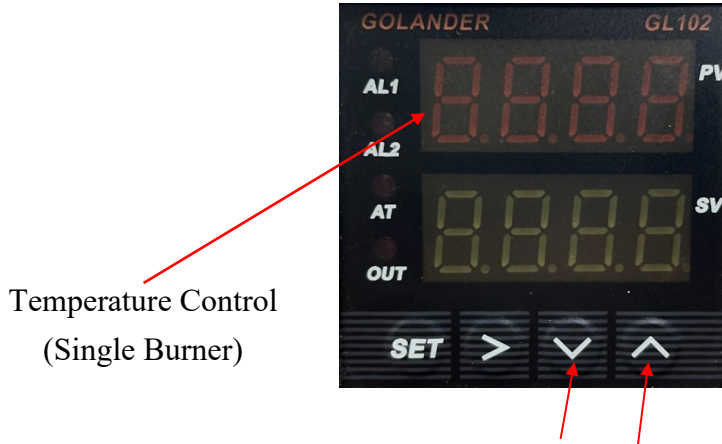 GOLANDER GL102
PV
AL1
AL2
AT
SV
OUT
Temperature Control
(Single Burner)
SET > ∨ ∧